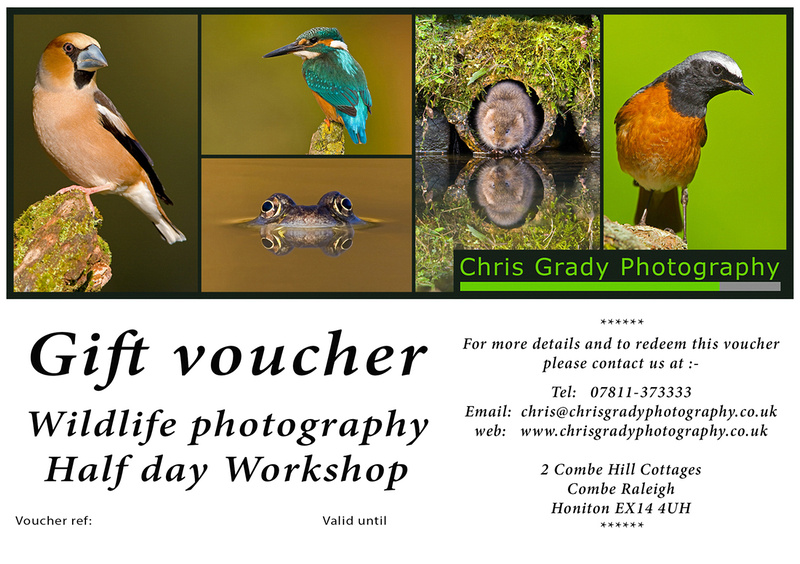 Chris Grady Photography
Gift voucher
Wildlife photography
Half day Workshop
Voucher ref:
Valid until
******
For more details and to redeem this voucher
please contact us at :-
Tel: 07811-373333
Email: chris@chrisgradyphotography.co.uk
web: www.chrisgradyphotography.co.uk
2 Combe Hill Cottages
Combe Raleigh
Honiton EX14 4UH
******